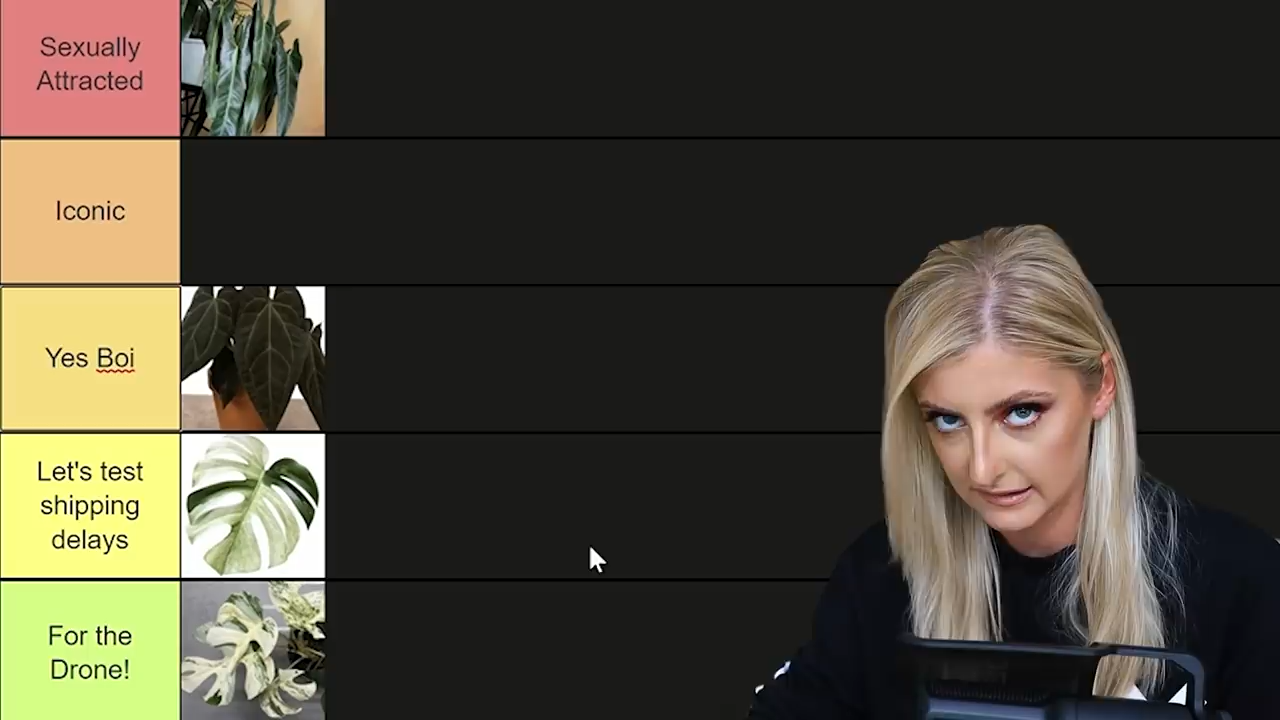 Sexually
Attracted
Iconic
Yes Boi
Let's test
shipping
delays
For the
Drone!